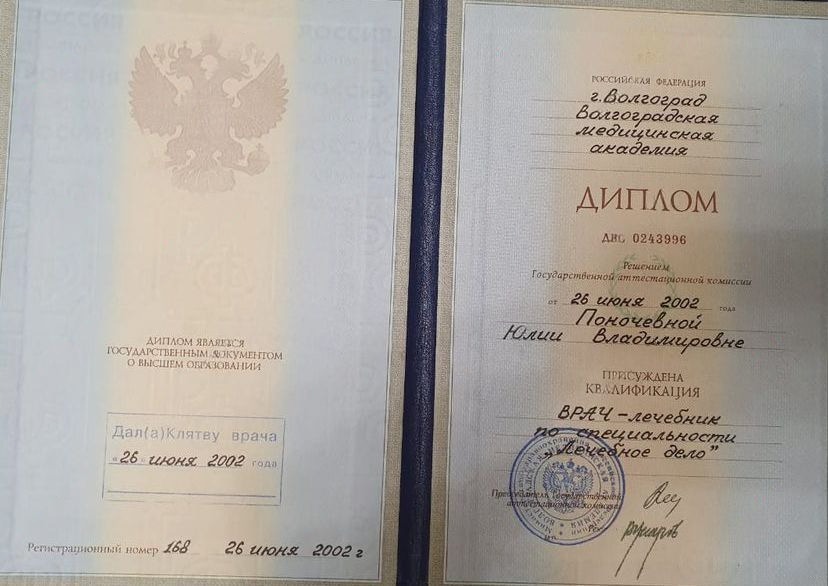 ДИПЛОМ ЯВЛЯЕТСЯ
ГОСУДАРСТВЕННЫМ ДОКУМЕНТОМ
О ВЫСШЕМ ОБРАЗОВАНИИ
Дал(а)Клятву врача
"26" июня 2002 года
Регистрационный номер 168 26 июня 2002 г
РОССИЙСКАЯ ФЕДЕРАЦИЯ
г. Волгоград
Волгоградская
медицинская
академия
ДИПЛОМ
ДВС 0243996
Решением
Государственной аттестационной комиссии
от 26 июня 2002 года
Поночевной
Юлии Владимировне
ПРИСУЖДЕНА
КВАЛИФИКАЦИЯ
ВРАЧ-лечебник
по специальности
„Лечебное дело"
Председатель Государственной
аттестационной комиссии